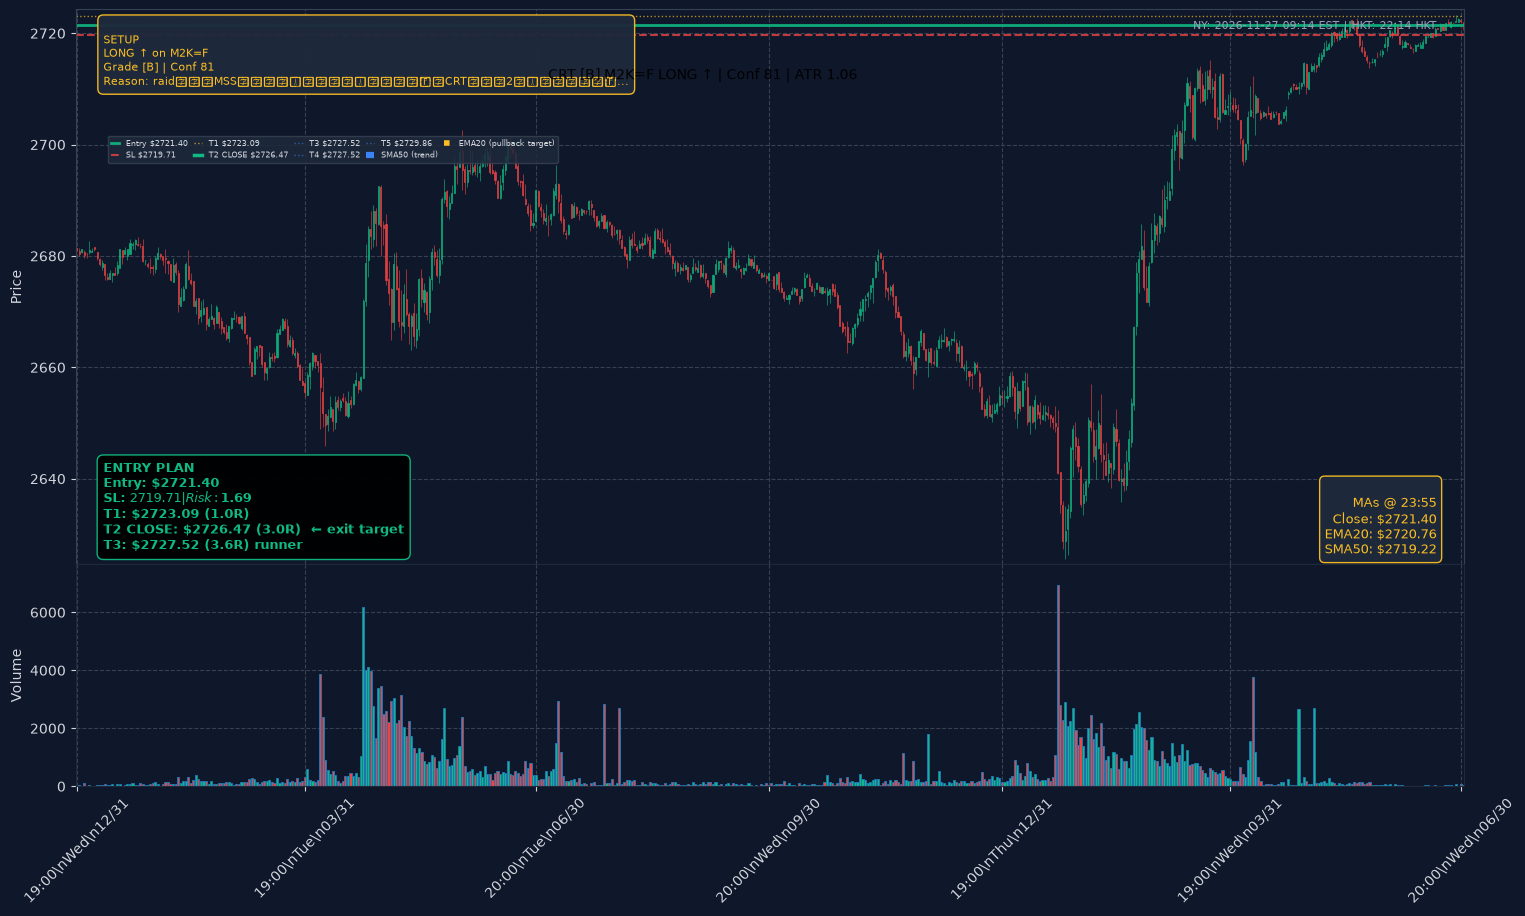 SETUP
LONG ↑ on M2K=F
Grade [B] | Conf 81
Reason: raid MSS CRT 2 ...
CRT [B] M2K=F LONG ↑ | Conf 81 | ATR 1.06
NY: 2026-11-27 09:14 EST | HKT: 22:14 HKT
Entry $2721.40
SL $2719.71
T1 $2723.09
T2 CLOSE $2726.47
T3 $2727.52
T4 $2727.52
T5 $2729.86
SMA50 (trend)
EMA20 (pullback target)
Price
2720
2700
2680
2660
2640
ENTRY PLAN
Entry: $2721.40
SL: 2719.71|Risk:1.69
T1: $2723.09 (1.0R)
T2 CLOSE: $2726.47 (3.0R) ← exit target
T3: $2727.52 (3.6R) runner
MAs @ 23:55
Close: $2721.40
EMA20: $2720.76
SMA50: $2719.22
Volume
6000
4000
2000
0
19:00\nWed\n12/31
19:00\nTue\n03/31
20:00\nTue\n06/30
20:00\nWed\n09/30
19:00\nThu\n12/31
19:00\nWed\n03/31
20:00\nWed\n06/30